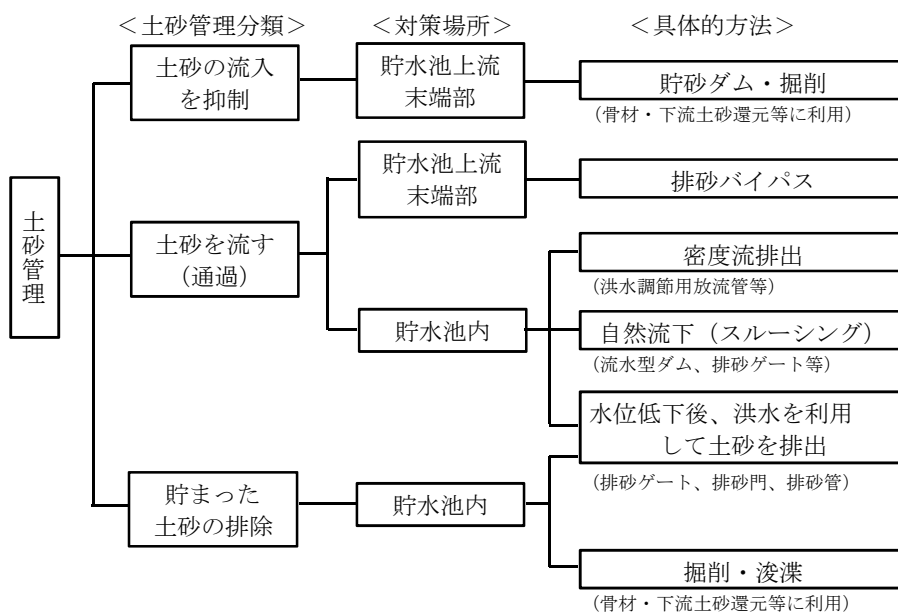 ＜土砂管理分類＞
＜対策場所＞
＜具体的方法＞
土砂管理
土砂の流入
を抑制
貯水池上流
末端部
貯砂ダム・掘削
(骨材・下流土砂還元等に利用)
土砂を流す
(通過)
貯水池上流
末端部
排砂バイパス
貯水池内
密度流排出
(洪水調節用放流管等)
自然流下（スルーシング）
(流水型ダム、排砂ゲート等)
水位低下後、洪水を利用
して土砂を排出
(排砂ゲート、排砂門、排砂管)
貯まった
土砂の排除
貯水池内
掘削・浚渫
(骨材・下流土砂還元等に利用)